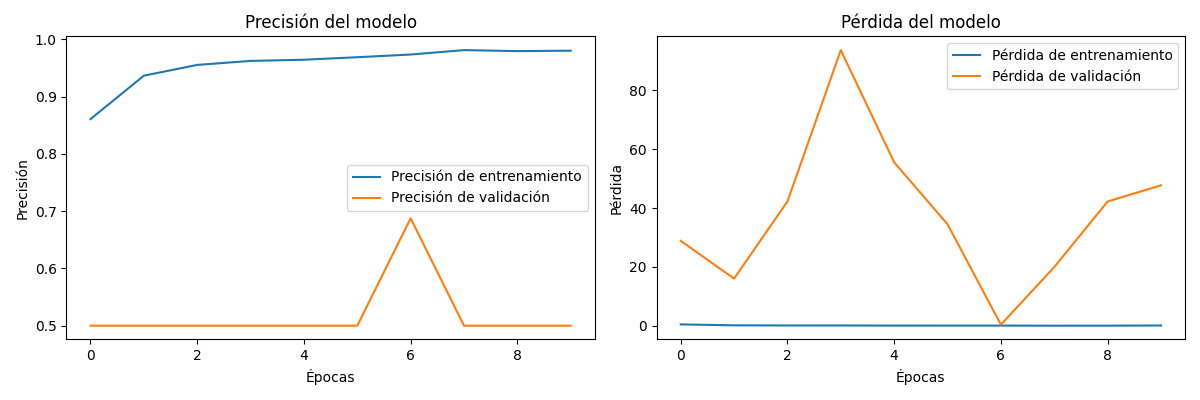 Precisión del modelo
1.0
0.9
0.8
0.7
0.6
0.5
Precisión
0 2 4 6 8
Épocas
Precisión de entrenamiento
Precisión de validación
Pérdida del modelo
80
60
40
20
0
Pérdida
0 2 4 6 8
Épocas
Pérdida de entrenamiento
Pérdida de validación